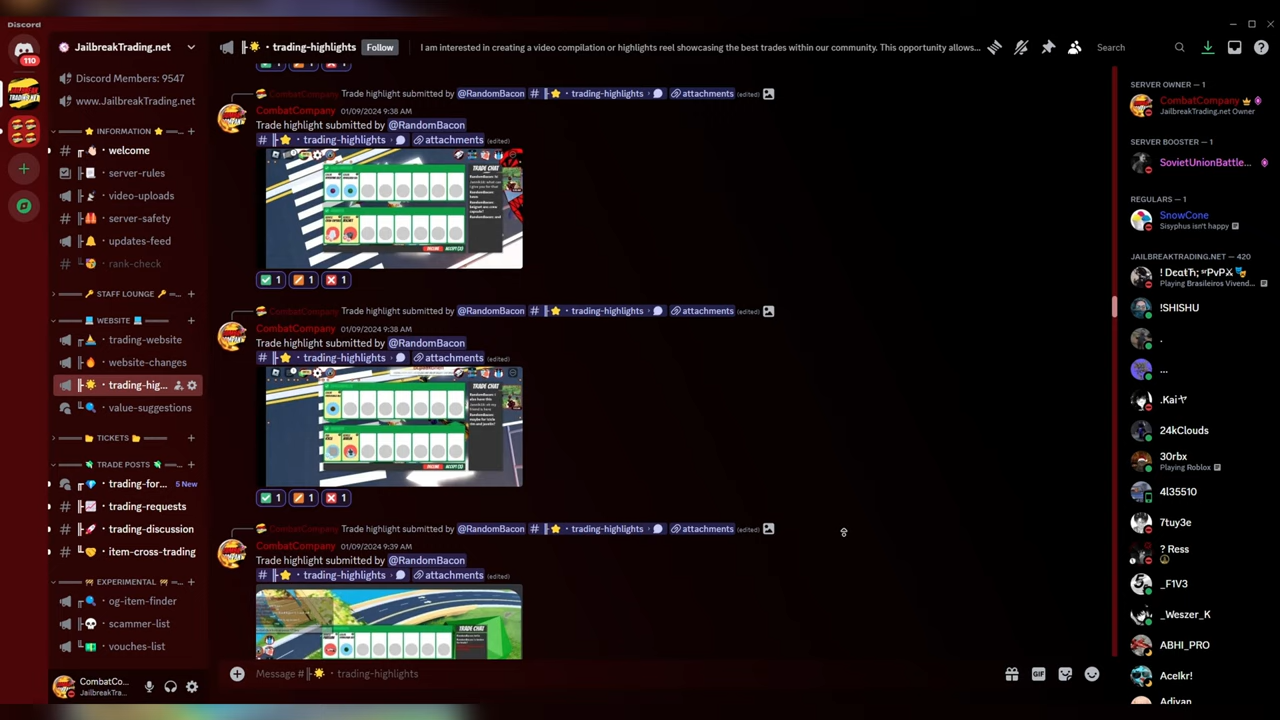 Discord
JailbreakTrading.net
trading-highlights
Follow
I am interested in creating a video compilation or highlights reel showcasing the best trades within our community. This opportunity allows...
Search
110
Discord Members: 9547
www.JailbreakTrading.net
INFORMATION
welcome
server-rules
video-uploads
server-safety
updates-feed
rank-check
STAFF LOUNGE
WEBSITE
trading-website
website-changes
trading-hig...
value-suggestions
TICKETS
TRADE POSTS
trading-for... 5 New
trading-requests
trading-discussion
item-cross-trading
EXPERIMENTAL
og-item-finder
scammer-list
vouches-list
CombatCo...
JailbreakTra...
CombatCompany Trade highlight submitted by @RandomBacon # trading-highlights › attachments (edited)
CombatCompany 01/09/2024 9:38 AM
Trade highlight submitted by @RandomBacon
# trading-highlights › attachments (edited)
TRADE CHAT
1 1 1
CombatCompany Trade highlight submitted by @RandomBacon # trading-highlights › attachments (edited)
CombatCompany 01/09/2024 9:38 AM
Trade highlight submitted by @RandomBacon
# trading-highlights › attachments (edited)
TRADE CHAT
1 1 1
CombatCompany Trade highlight submitted by @RandomBacon # trading-highlights › attachments (edited)
CombatCompany 01/09/2024 9:39 AM
Trade highlight submitted by @RandomBacon
# trading-highlights › attachments (edited)
TRADE CHAT
Message # trading-highlights
GIF
SERVER OWNER — 1
CombatCompany
JailbreakTrading.net Owner
SERVER BOOSTER — 1
SovietUnionBattle...
REGULARS — 1
SnowCone
Sisyphus isn't happy
JAILBREAKTRADING.NET — 420
Playing Brasileiros Vivend...
!SHISHU
.
...
.Kai
24kClouds
30rbx
Playing Roblox
4l35510
7tuy3e
? Ress
_F1V3
_Weszer_K
ABHI_PRO
Acelkr!
Adiyan